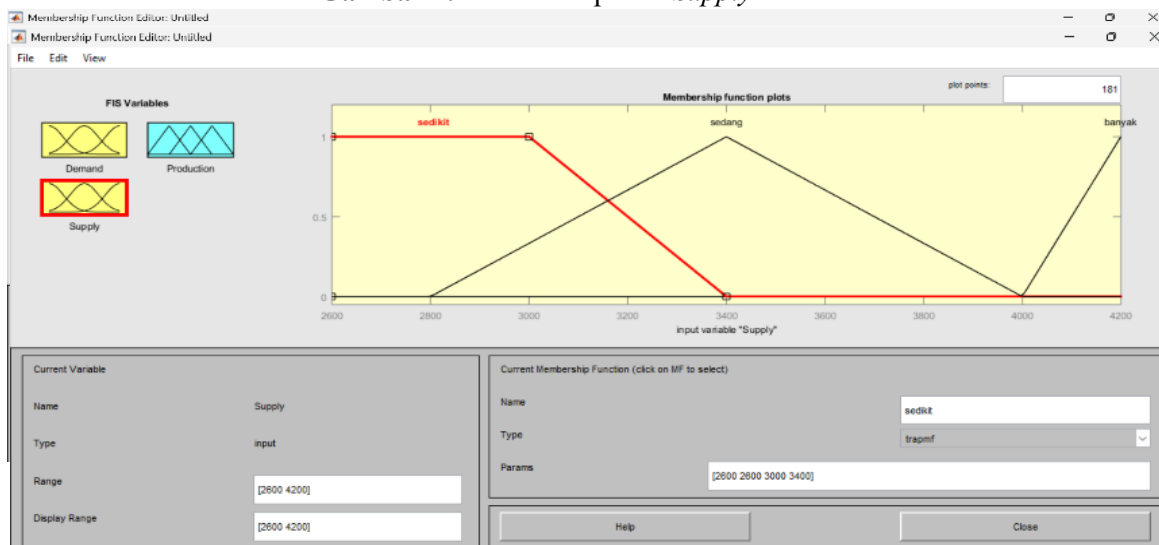 Supply
Membership Function Editor: Untitled
Membership Function Editor: Untitled
File Edit View
FIS Variables
Demand
Production
Supply
Membership function plots
plot points:
181
sedikit
sedang
banyak
1
0.5
0
2600 2800 3000 3200 3400 3600 3800 4000 4200
input variable "Supply"
Current Variable
Name Supply
Type input
Range [2600 4200]
Display Range [2600 4200]
Current Membership Function (click on MF to select)
Name sedikit
Type trapmf
Params [2600 2600 3000 3400]
Help
Close